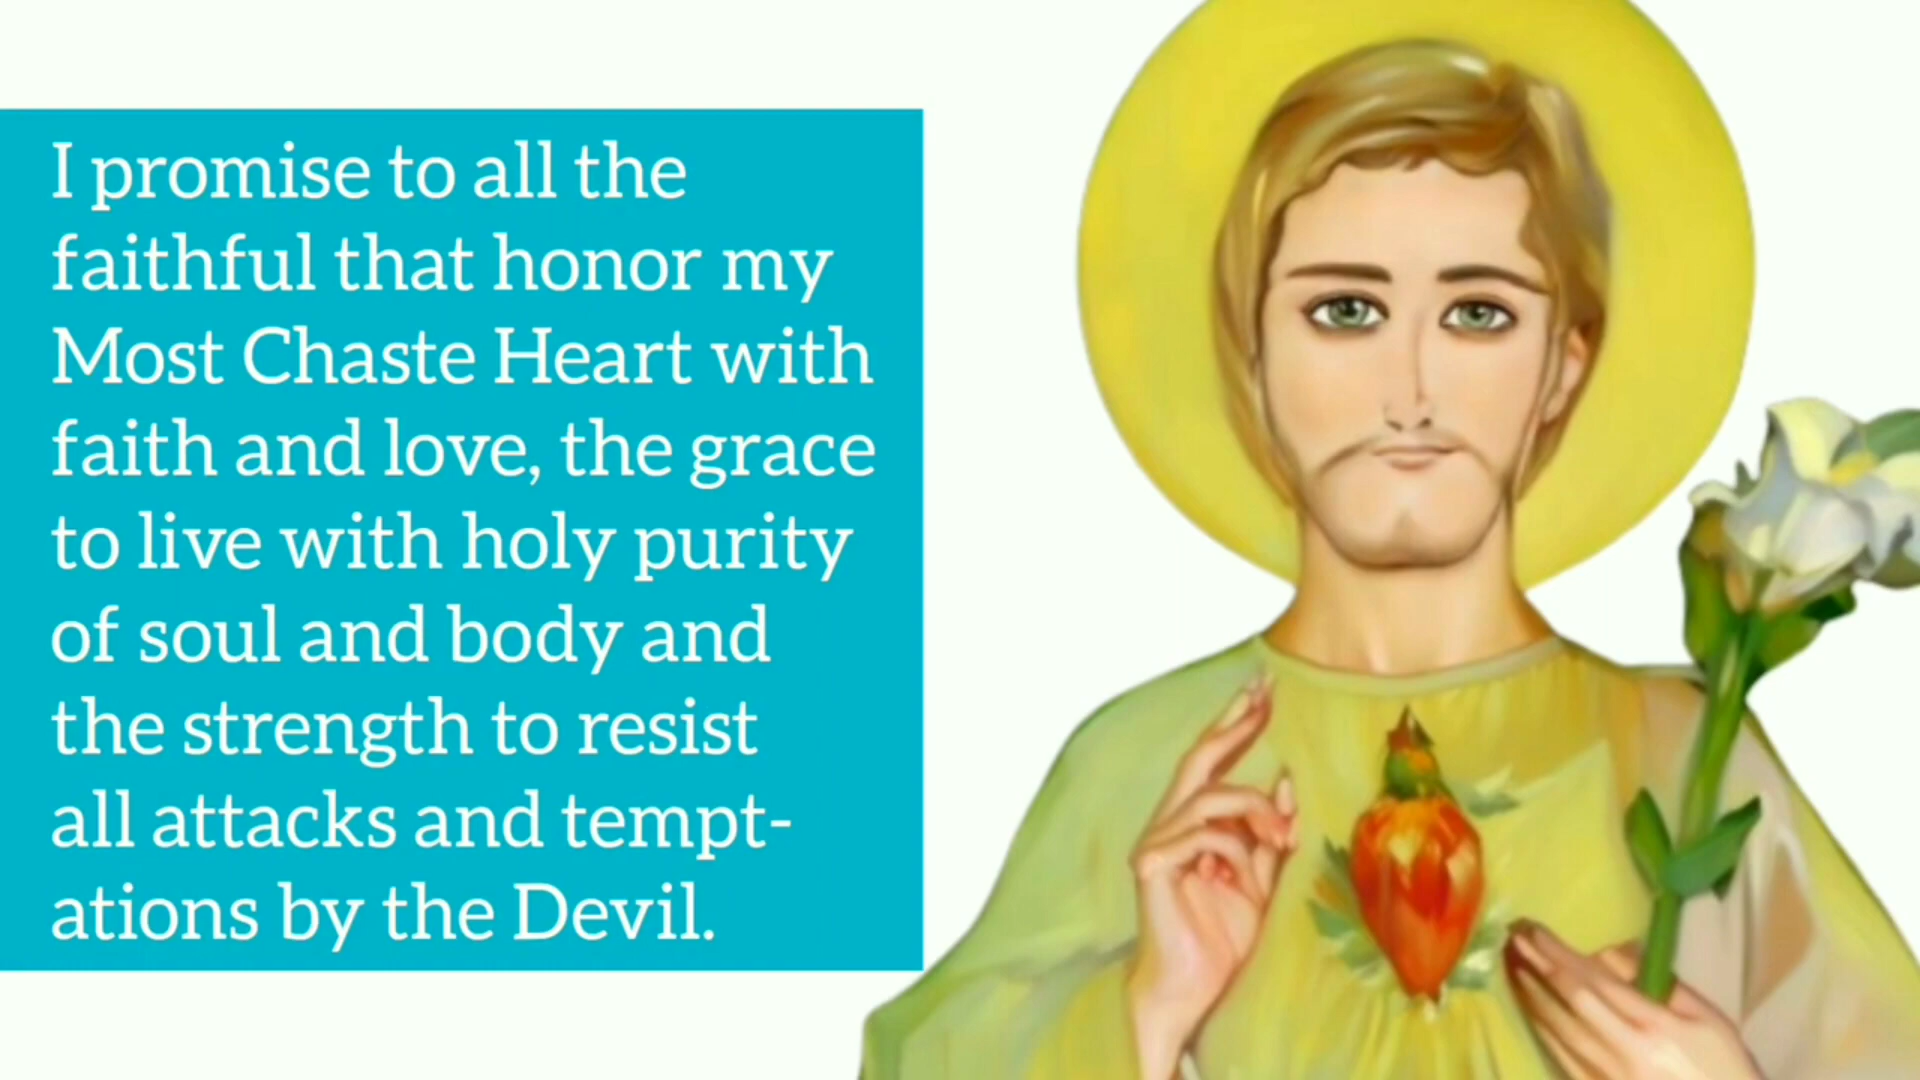 I promise to all the
faithful that honor my
Most Chaste Heart with
faith and love, the grace
to live with holy purity
of soul and body and
the strength to resist
all attacks and tempt-
ations by the Devil.